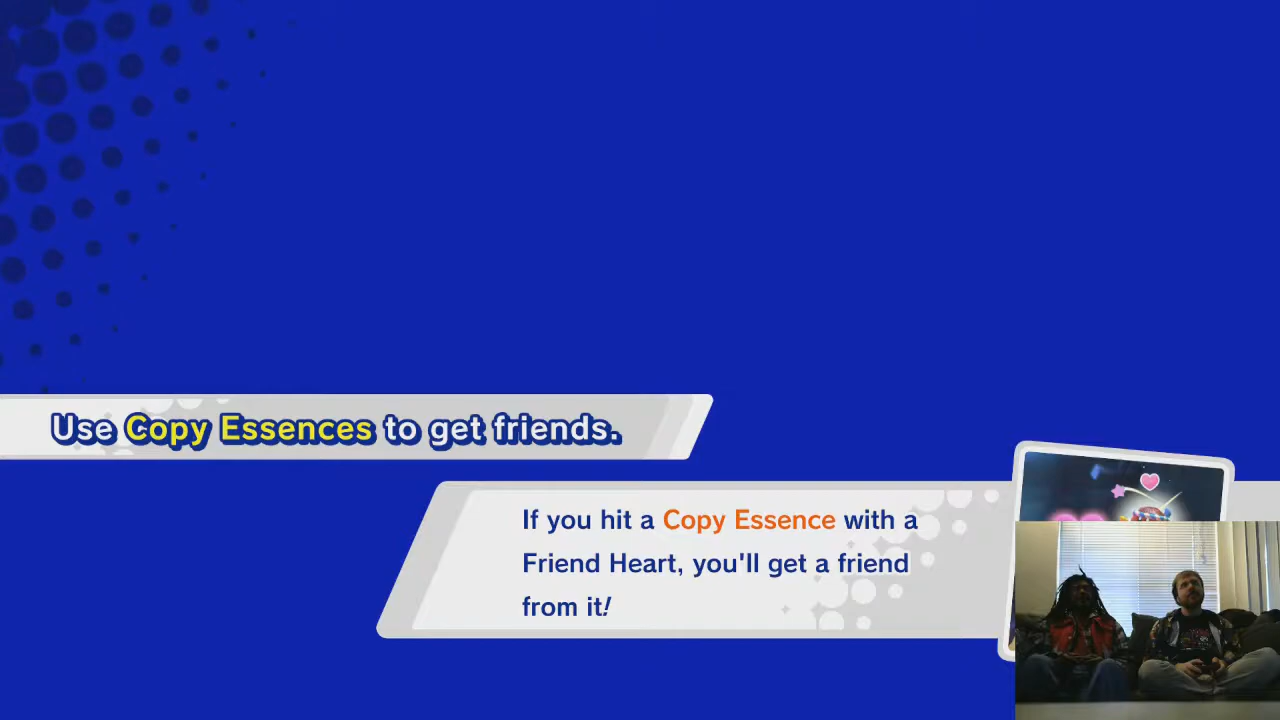 Use Copy Essences to get friends.
If you hit a Copy Essence with a
Friend Heart, you'll get a friend
from it!